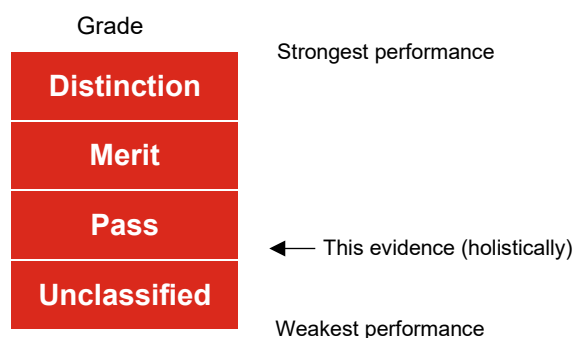 Grade
Strongest performance
Distinction
Merit
Pass
This evidence (holistically)
Unclassified
Weakest performance